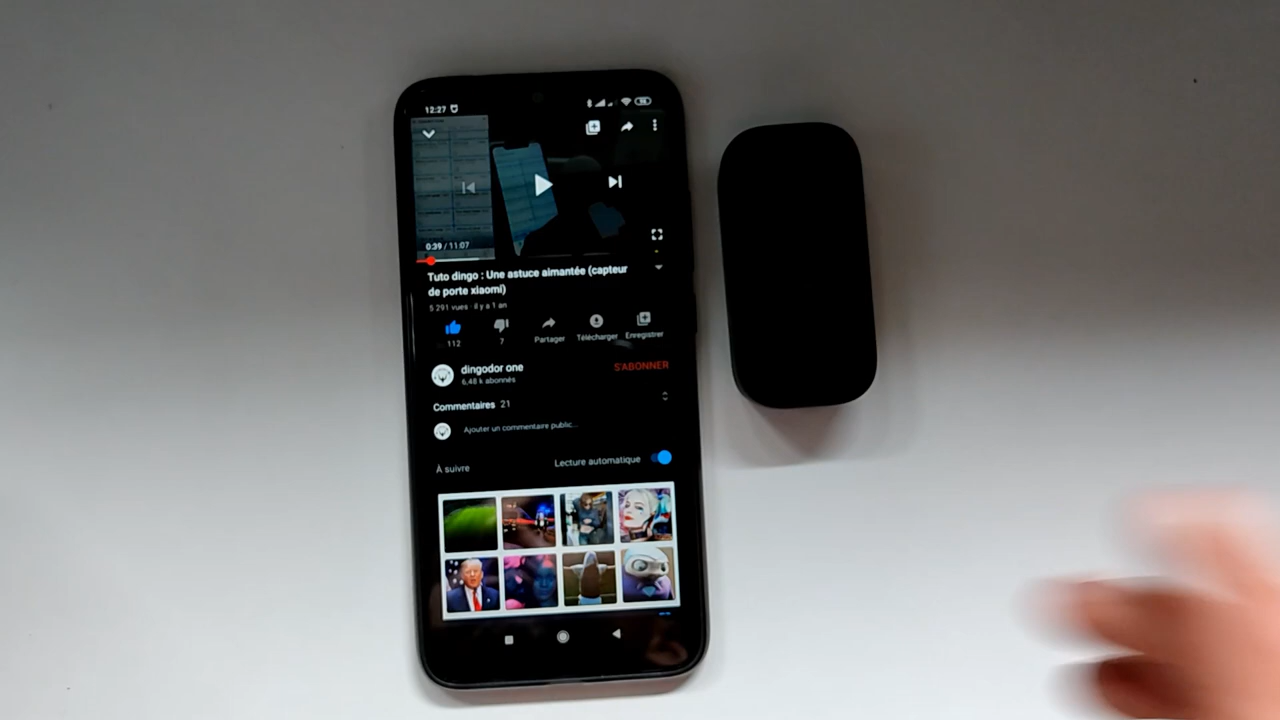 12:27
0:39 / 11:07
Tuto dingo : Une astuce aimantée (capteur
de porte xiaomi)
5 291 vues · il y a 1 an
112
7
Partager
Télécharger
Enregistrer
dingodor one
S'ABONNER
6,48 k abonnés
Commentaires 21
Ajouter un commentaire public...
À suivre
Lecture automatique